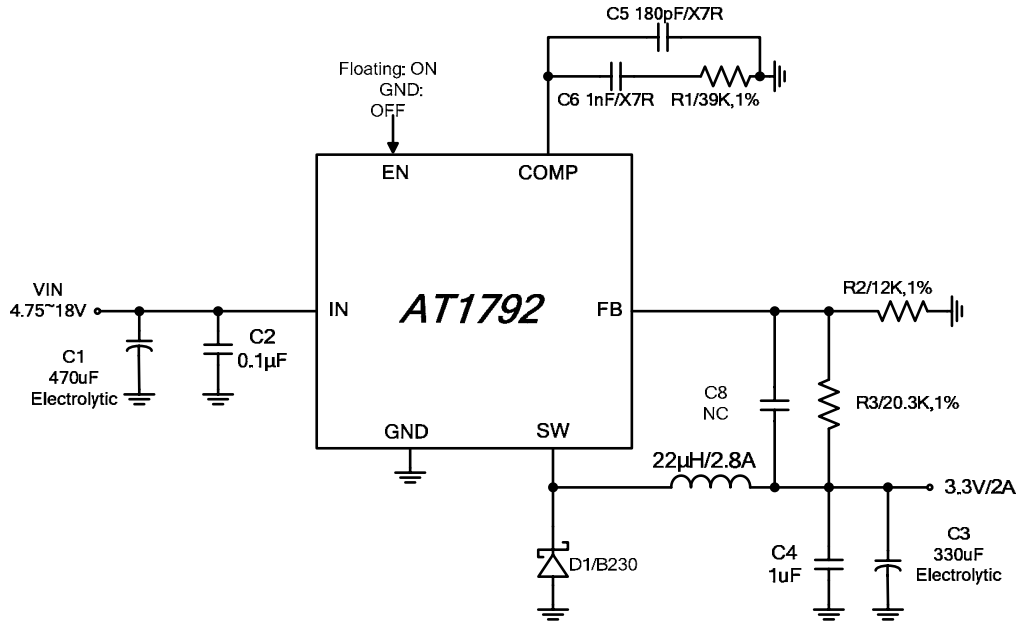 C5 180pF/X7R
Floating: ON
GND:
OFF
C6 1nF/X7R
R1/39K,1%
EN
COMP
VIN
4.75~18V
IN
AT1792
FB
R2/12K,1%
C1
470uF
Electrolytic
C2
0.1μF
C8
NC
R3/20.3K,1%
GND
SW
22μH/2.8A
3.3V/2A
D1/B230
C4
1uF
C3
330uF
Electrolytic